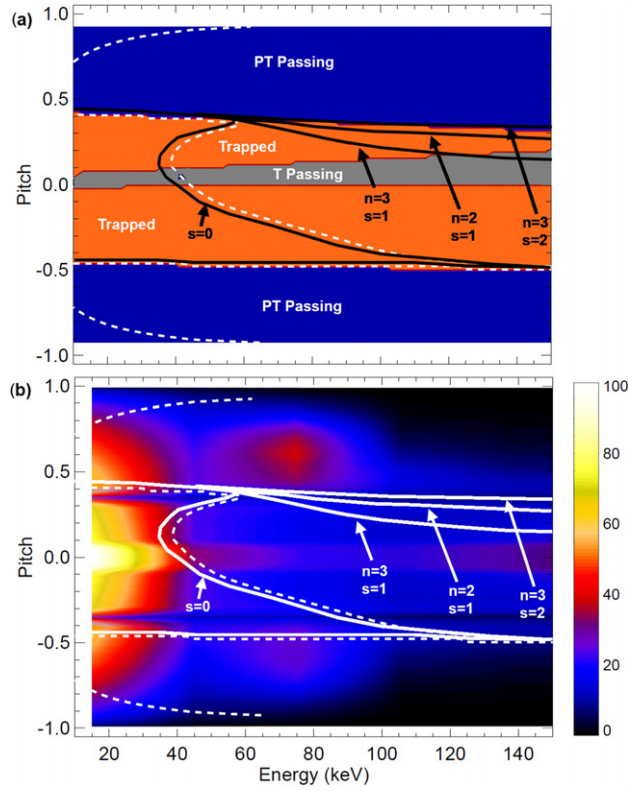 (a)
1.0
PT Passing
0.5
Trapped
Pitch
0.0
T Passing
n=3
s=1
n=2
s=1
n=3
s=2
Trapped
s=0
-0.5
PT Passing
-1.0
(b)
1.0
100
80
0.5
60
Pitch
0.0
n=3
s=1
n=2
s=1
n=3
s=2
s=0
40
-0.5
20
-1.0
0
20 40 60 80 100 120 140
Energy (keV)